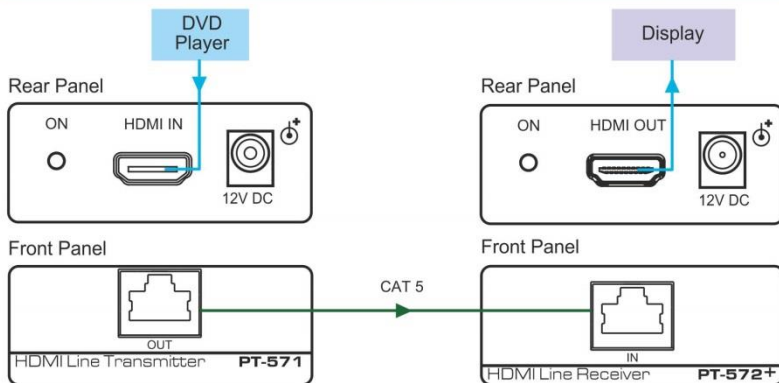 DVD
Player
Display
Rear Panel
ON
HDMI IN
12V DC
Rear Panel
ON
HDMI OUT
12V DC
Front Panel
OUT
HDMI Line Transmitter PT-571
CAT 5
Front Panel
IN
HDMI Line Receiver PT-572+